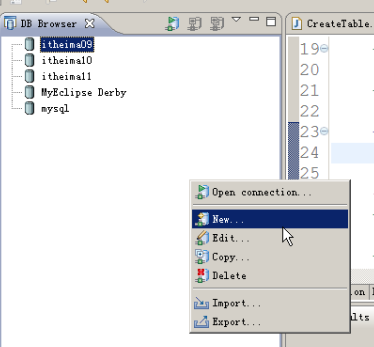 DB Browser
CreateTable.
itheima09
itheima10
itheima11
MyEclipse Derby
mysql
19
20
21
22
23
24
25
Open connection...
New...
Edit...
Copy...
Delete
Import...
Export...
ion
lts